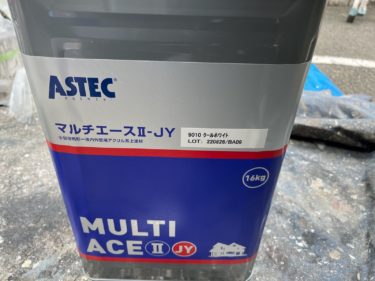 ASTEC
マルチエースⅡ-JY
9010 クールホワイト
LOT. 220826/BA09
16kg
MULTI
ACE Ⅱ JY